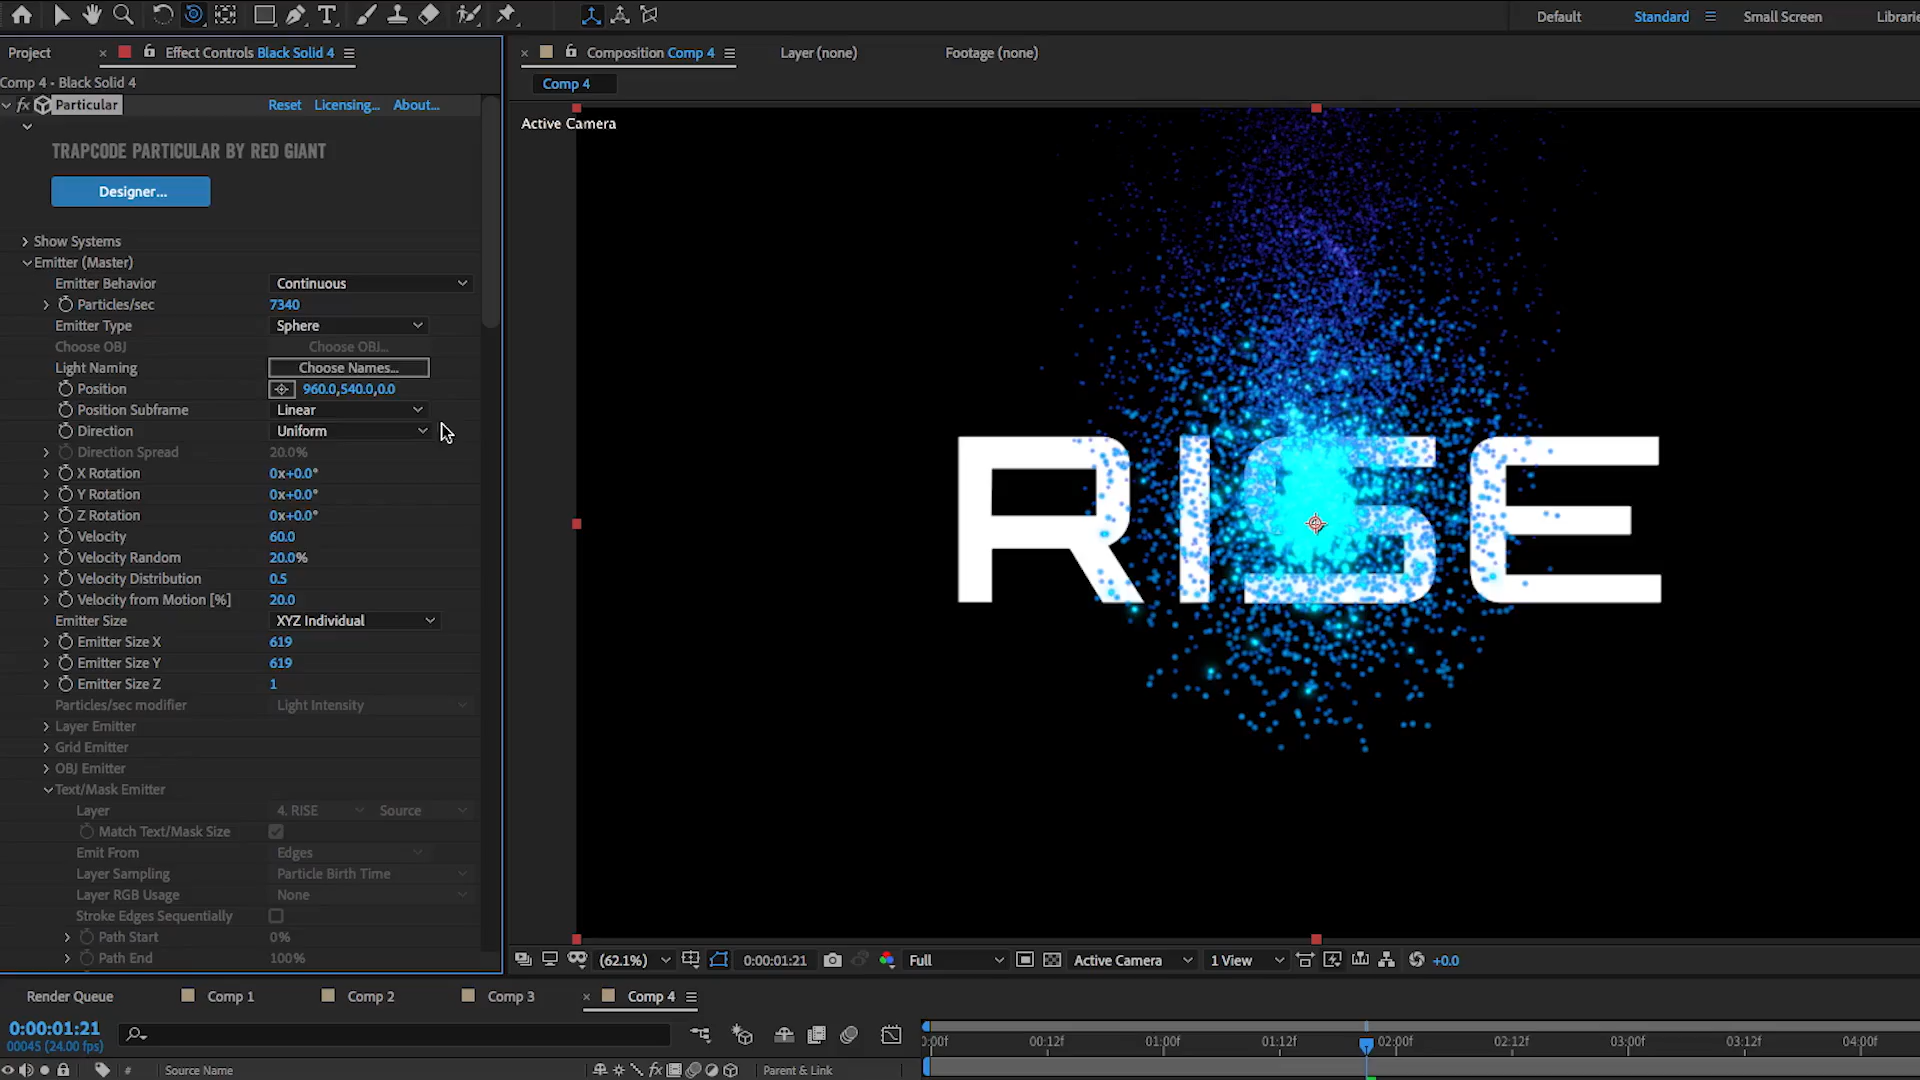 Default
Standard
Small Screen
Librarie
Project
Effect Controls Black Solid 4
Composition Comp 4
Layer (none)
Footage (none)
Comp 4 - Black Solid 4
Comp 4
fx Particular
Reset
Licensing...
About...
Active Camera
TRAPCODE PARTICULAR BY RED GIANT
Designer...
Show Systems
Emitter (Master)
Emitter Behavior Continuous
Particles/sec 7340
Emitter Type Sphere
Choose OBJ Choose OBJ...
Light Naming Choose Names...
Position 960.0,540.0,0.0
Position Subframe Linear
Direction Uniform
Direction Spread 20.0%
X Rotation 0x+0.0°
Y Rotation 0x+0.0°
Z Rotation 0x+0.0°
Velocity 60.0
Velocity Random 20.0%
Velocity Distribution 0.5
Velocity from Motion [%] 20.0
Emitter Size XYZ Individual
Emitter Size X 619
Emitter Size Y 619
Emitter Size Z 1
Particles/sec modifier Light Intensity
Layer Emitter
Grid Emitter
OBJ Emitter
Text/Mask Emitter
Layer 4. RISE Source
Match Text/Mask Size
Emit From Edges
Layer Sampling Particle Birth Time
Layer RGB Usage None
Stroke Edges Sequentially
Path Start 0%
Path End 100%
RISE
(62.1%)
0:00:01:21
Full
Active Camera
1 View
+0.0
Render Queue
Comp 1
Comp 2
Comp 3
Comp 4
0:00:01:21
00045 (24.00 fps)
:00f
00:12f
01:00f
01:12f
02:00f
02:12f
03:00f
03:12f
04:00f
#
Source Name
fx
Parent & Link